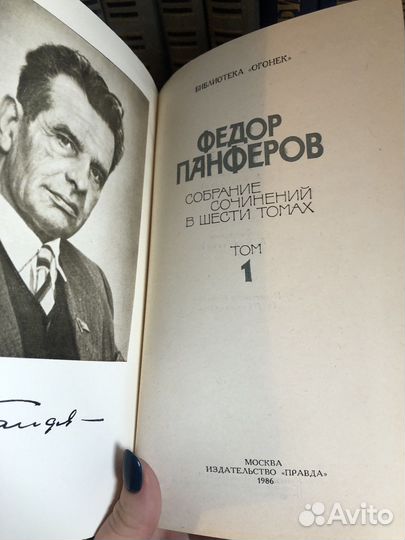 БИБЛИОТЕКА «ОГОНЕК»
ФЕДОР
ПАНФЕРОВ
СОБРАНИЕ
СОЧИНЕНИЙ
В ШЕСТИ ТОМАХ
ТОМ
1
МОСКВА
ИЗДАТЕЛЬСТВО «ПРАВДА»
1986
Avito